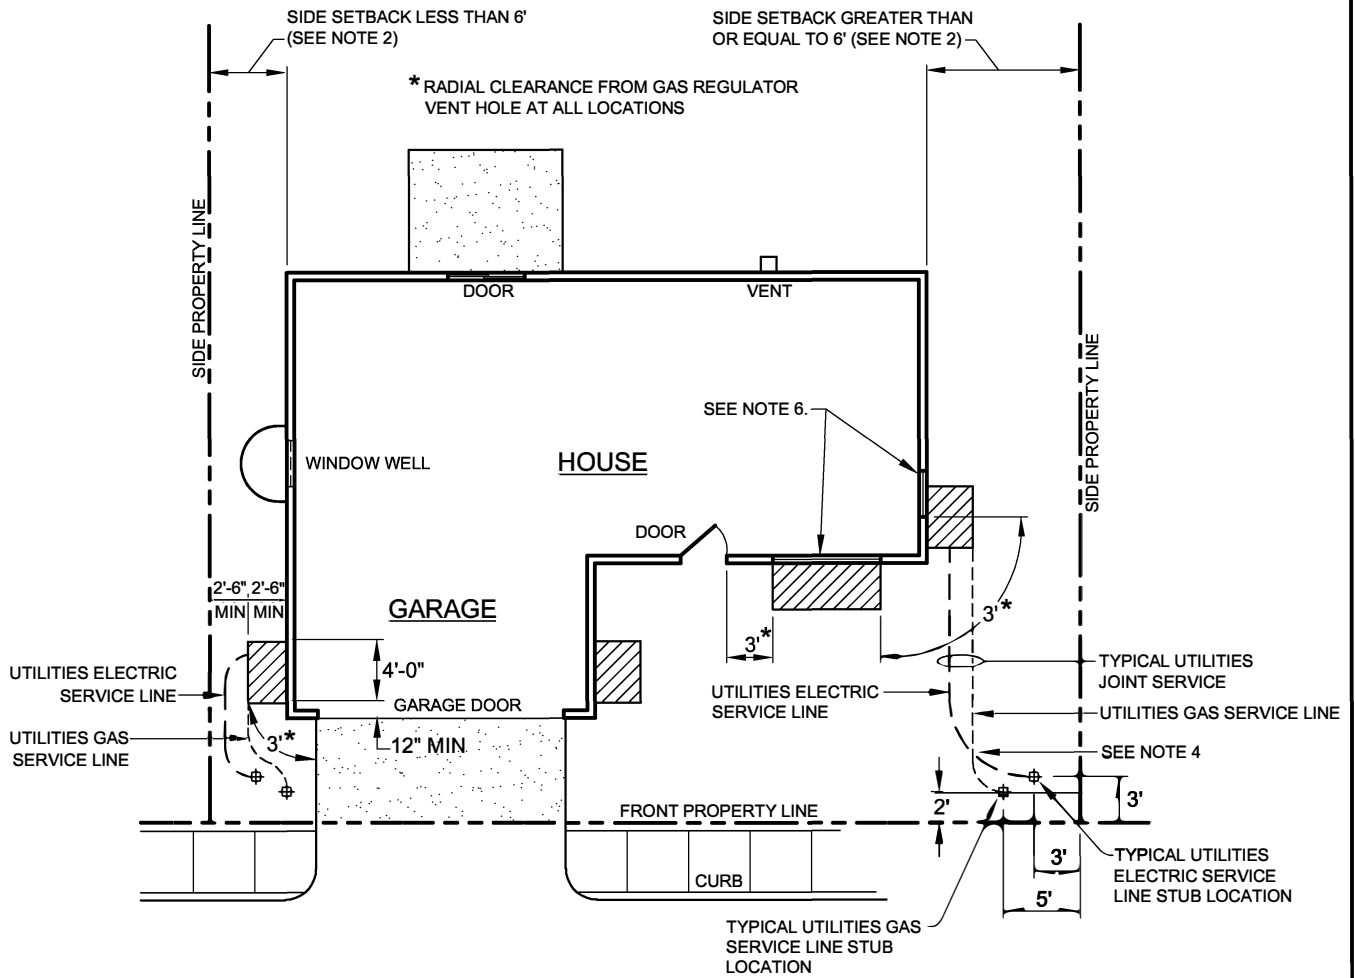 SIDE SETBACK LESS THAN 6'
(SEE NOTE 2)
SIDE SETBACK GREATER THAN
OR EQUAL TO 6' (SEE NOTE 2)
* RADIAL CLEARANCE FROM GAS REGULATOR
VENT HOLE AT ALL LOCATIONS
SIDE PROPERTY LINE
DOOR
VENT
SIDE PROPERTY LINE
SEE NOTE 6.
WINDOW WELL
HOUSE
DOOR
2'-6" 2'-6"
MIN MIN
GARAGE
3'*
3'*
4'-0"
UTILITIES ELECTRIC
SERVICE LINE
TYPICAL UTILITIES
JOINT SERVICE
UTILITIES ELECTRIC
SERVICE LINE
GARAGE DOOR
UTILITIES GAS SERVICE LINE
UTILITIES GAS
SERVICE LINE
3'*
12" MIN
SEE NOTE 4
2'
3'
FRONT PROPERTY LINE
3'
TYPICAL UTILITIES
ELECTRIC SERVICE
LINE STUB LOCATION
CURB
5'
TYPICAL UTILITIES GAS
SERVICE LINE STUB
LOCATION